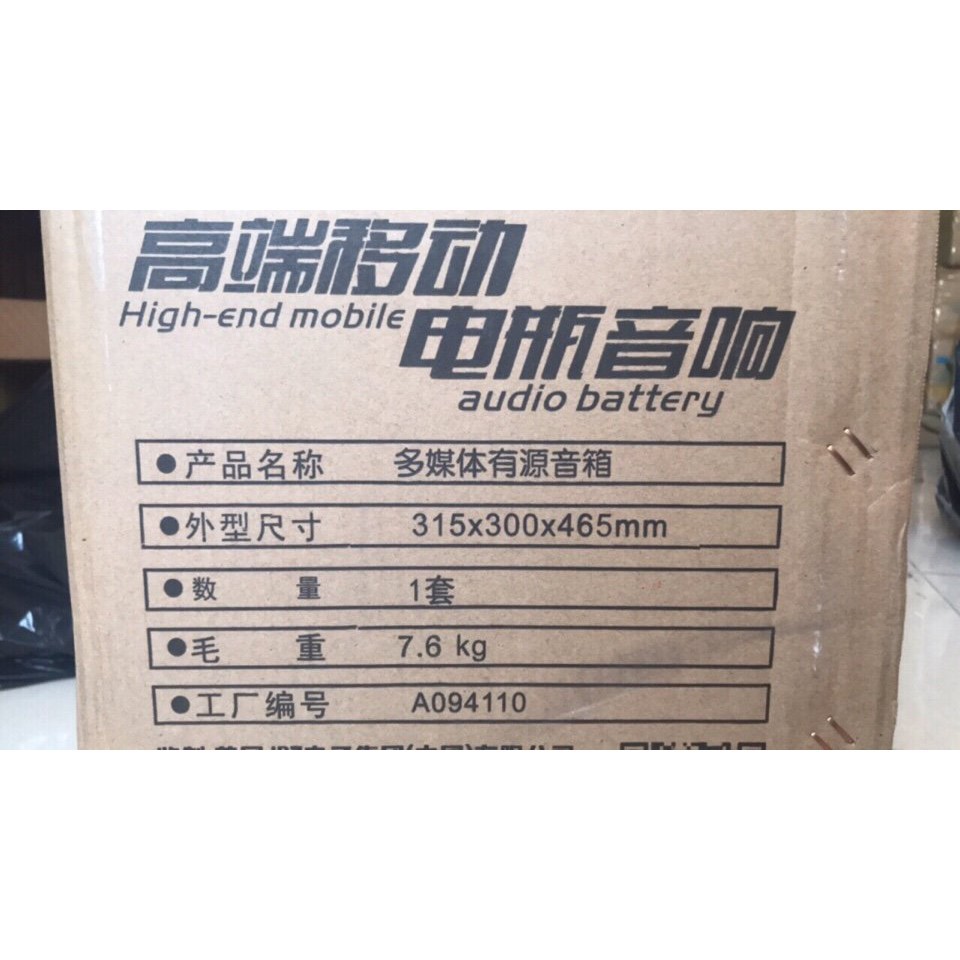 高端移动
High-end mobile
电瓶音响
audio battery
●产品名称 多媒体有源音箱
●外型尺寸 315x300x465mm
●数量 1套
●毛重 7.6 kg
●工厂编号 A094110